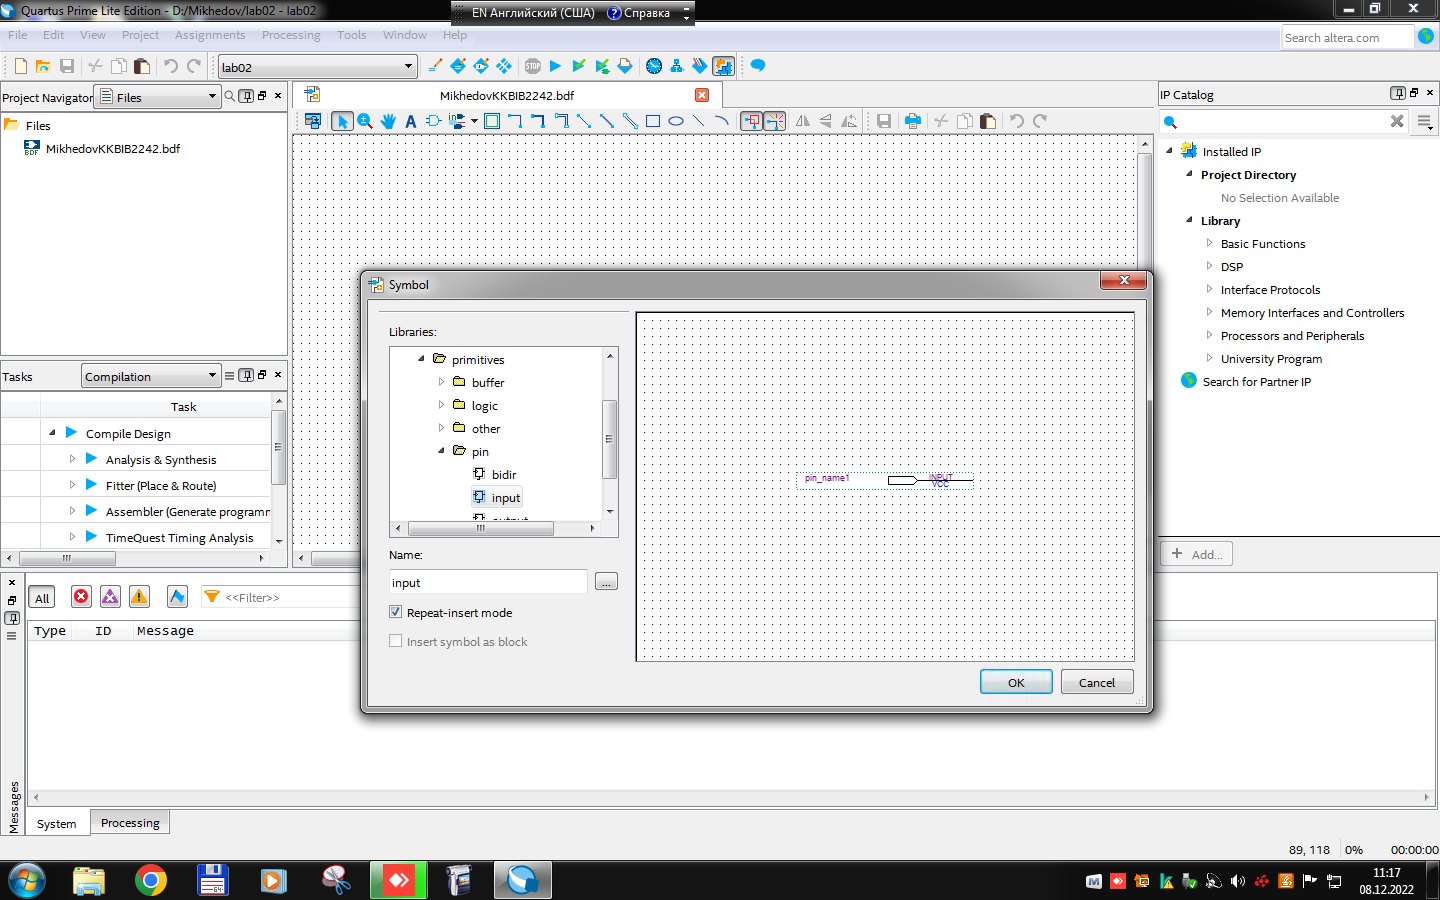 Quartus Prime Lite Edition - D:/Mikhedov/lab02 - lab02
EN Английский (США)
Справка
File Edit View Project Assignments Processing Tools Window Help
Search altera.com
lab02
STOP
Project Navigator
Files
MikhedovKKBIB2242.bdf
IP Catalog
Files
BDF
MikhedovKKBIB2242.bdf
Installed IP
Project Directory
No Selection Available
Library
Basic Functions
DSP
Interface Protocols
Memory Interfaces and Controllers
Processors and Peripherals
University Program
Search for Partner IP
Add...
Tasks
Compilation
Task
Compile Design
Analysis & Synthesis
Fitter (Place & Route)
Assembler (Generate programm
TimeQuest Timing Analysis
Symbol
Libraries:
primitives
buffer
logic
other
pin
bidir
input
Name:
input
...
Repeat-insert mode
Insert symbol as block
pin_name1
INPUT
VCC
OK
Cancel
All
<<Filter>>
Type ID Message
Messages
System
Processing
89, 118
0%
00:00:00
64
11:17
08.12.2022